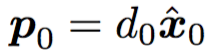 𝒑₀ = d₀𝒙̂₀